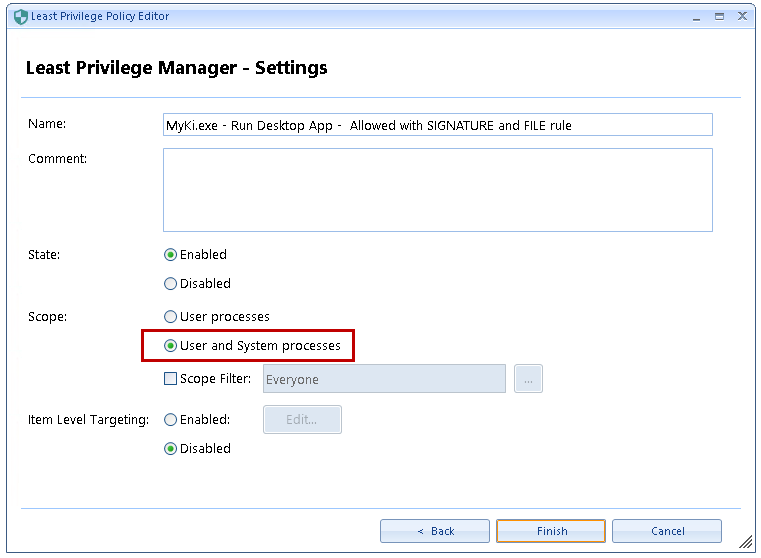 Least Privilege Policy Editor
Least Privilege Manager - Settings
Name: MyKi.exe - Run Desktop App - Allowed with SIGNATURE and FILE rule
Comment:
State: Enabled
Disabled
Scope: User processes
User and System processes
Scope Filter: Everyone ...
Item Level Targeting: Enabled: Edit...
Disabled
< Back Finish Cancel